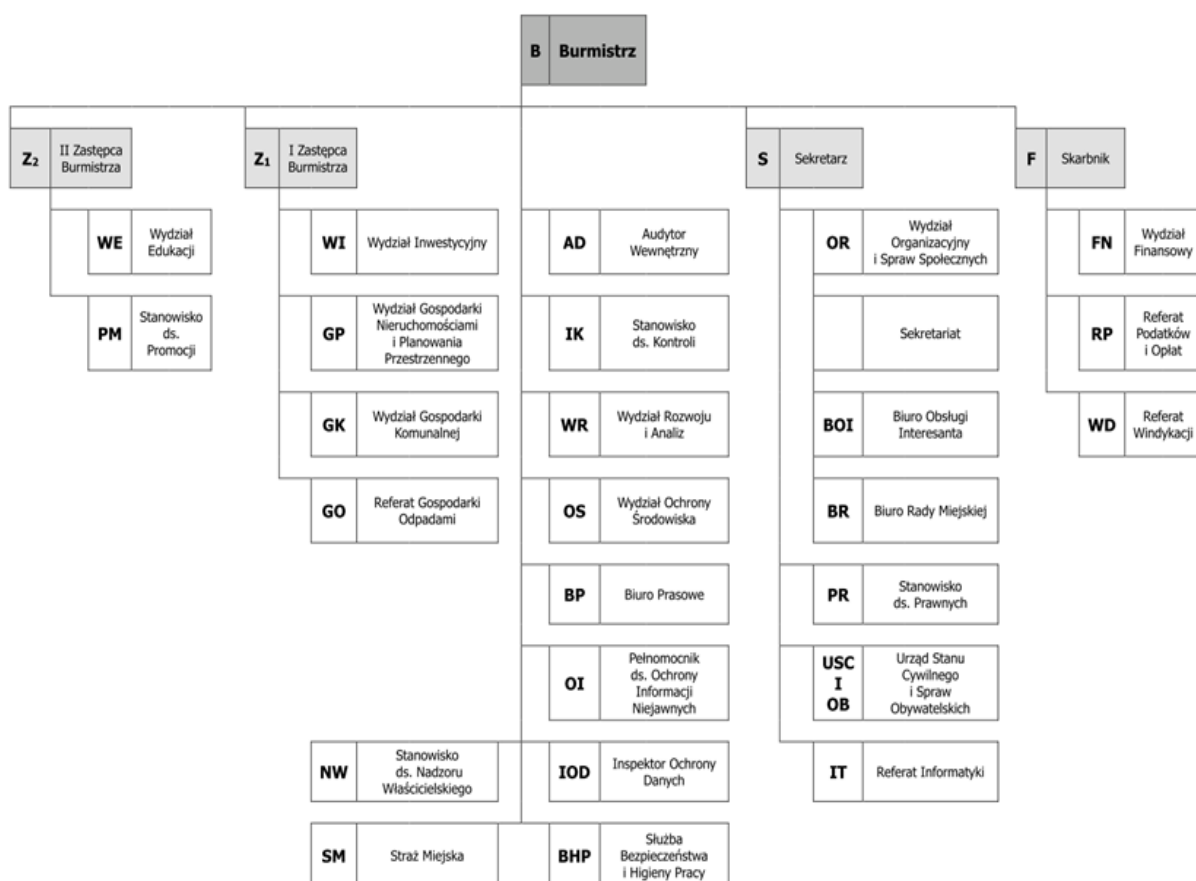 B Burmistrz
Z2 II Zastępca
Burmistrza
Z1 I Zastępca
Burmistrza
S Sekretarz
F Skarbnik
WE Wydział
Edukacji
PM Stanowisko
ds.
Promocji
WI Wydział Inwestycyjny
GP Wydział Gospodarki
Nieruchomościami
i Planowania
Przestrzennego
GK Wydział Gospodarki
Komunalnej
GO Referat Gospodarki
Odpadami
AD Audytor
Wewnętrzny
IK Stanowisko
ds. Kontroli
WR Wydział Rozwoju
i Analiz
OS Wydział Ochrony
Środowiska
BP Biuro Prasowe
OI Pełnomocnik
ds. Ochrony
Informacji
Niejawnych
NW Stanowisko
ds. Nadzoru
Właścicielskiego
IOD Inspektor Ochrony
Danych
SM Straż Miejska
BHP Służba
Bezpieczeństwa
i Higieny Pracy
OR Wydział
Organizacyjny
i Spraw Społecznych
Sekretariat
BOI Biuro Obsługi
Interesanta
BR Biuro Rady Miejskiej
PR Stanowisko
ds. Prawnych
USC
I
OB
Urząd Stanu
Cywilnego
i Spraw
Obywatelskich
IT Referat Informatyki
FN Wydział
Finansowy
RP Referat
Podatków
i Opłat
WD Referat
Windykacji